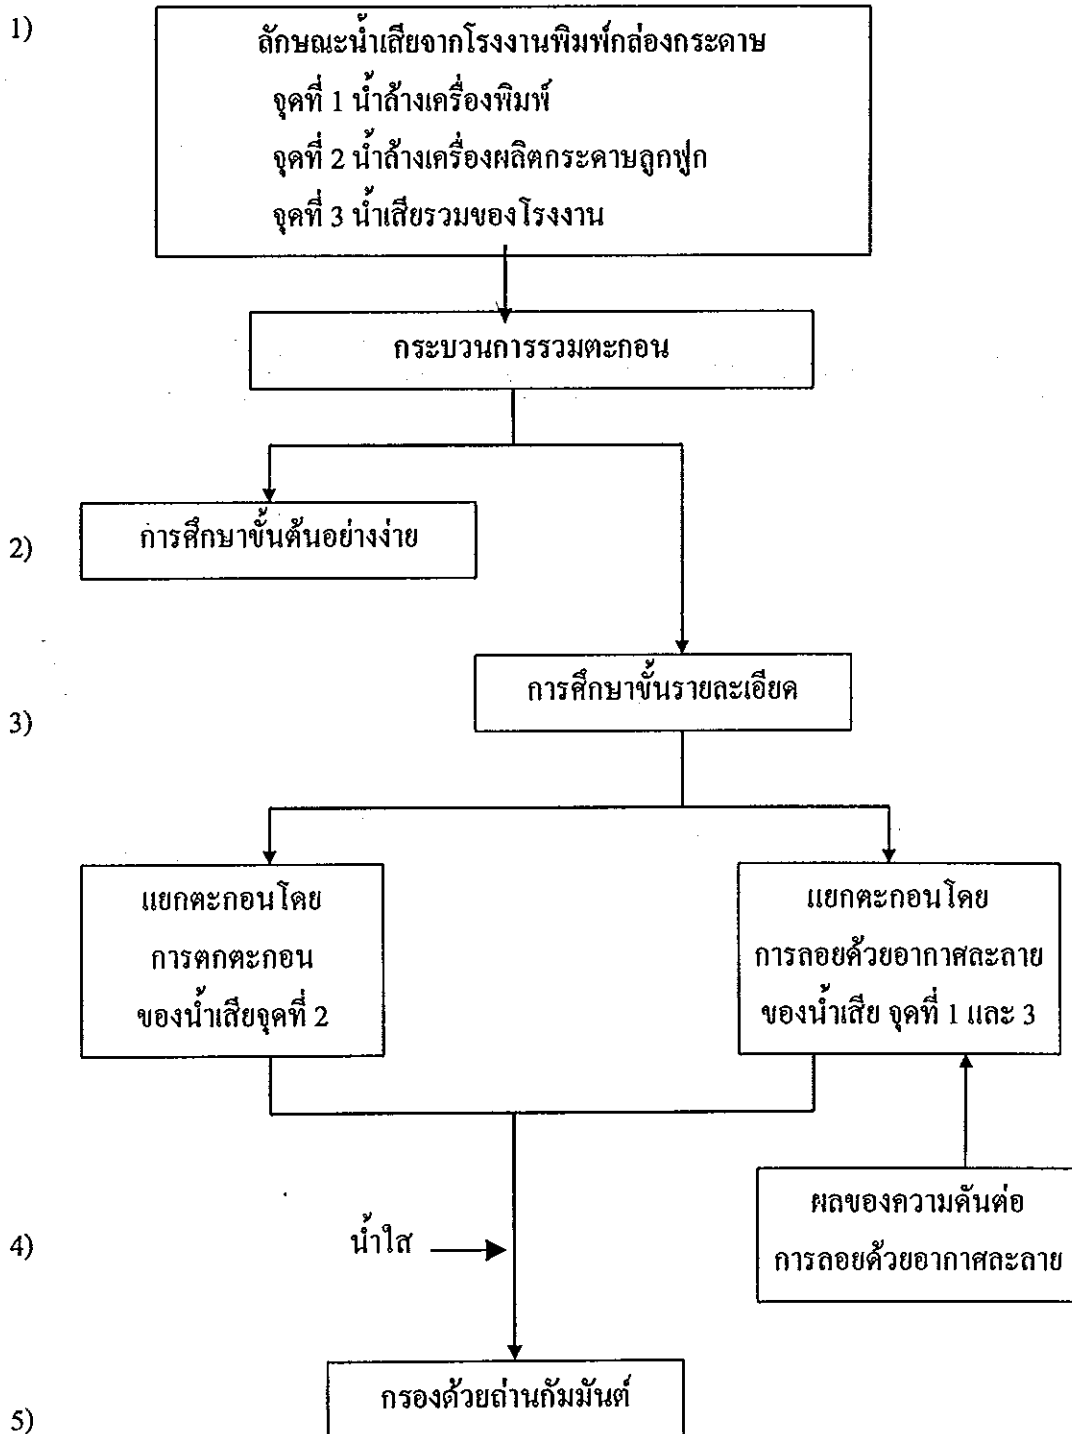 1)
ลักษณะน้ำเสียจากโรงงานพิมพ์กล่องกระดาษ
จุดที่ 1 น้ำล้างเครื่องพิมพ์
จุดที่ 2 น้ำล้างเครื่องผลิตกระดาษลูกฟูก
จุดที่ 3 น้ำเสียรวมของโรงงาน
กระบวนการรวมตะกอน
2)
การศึกษาขั้นต้นอย่างง่าย
การศึกษาขั้นรายละเอียด
3)
แยกตะกอนโดย
การตกตะกอน
ของน้ำเสียจุดที่ 2
แยกตะกอนโดย
การลอยด้วยอากาศละลาย
ของน้ำเสีย จุดที่ 1 และ 3
ผลของความดันต่อ
การลอยด้วยอากาศละลาย
4)
น้ำใส
กรองด้วยถ่านกัมมันต์
5)